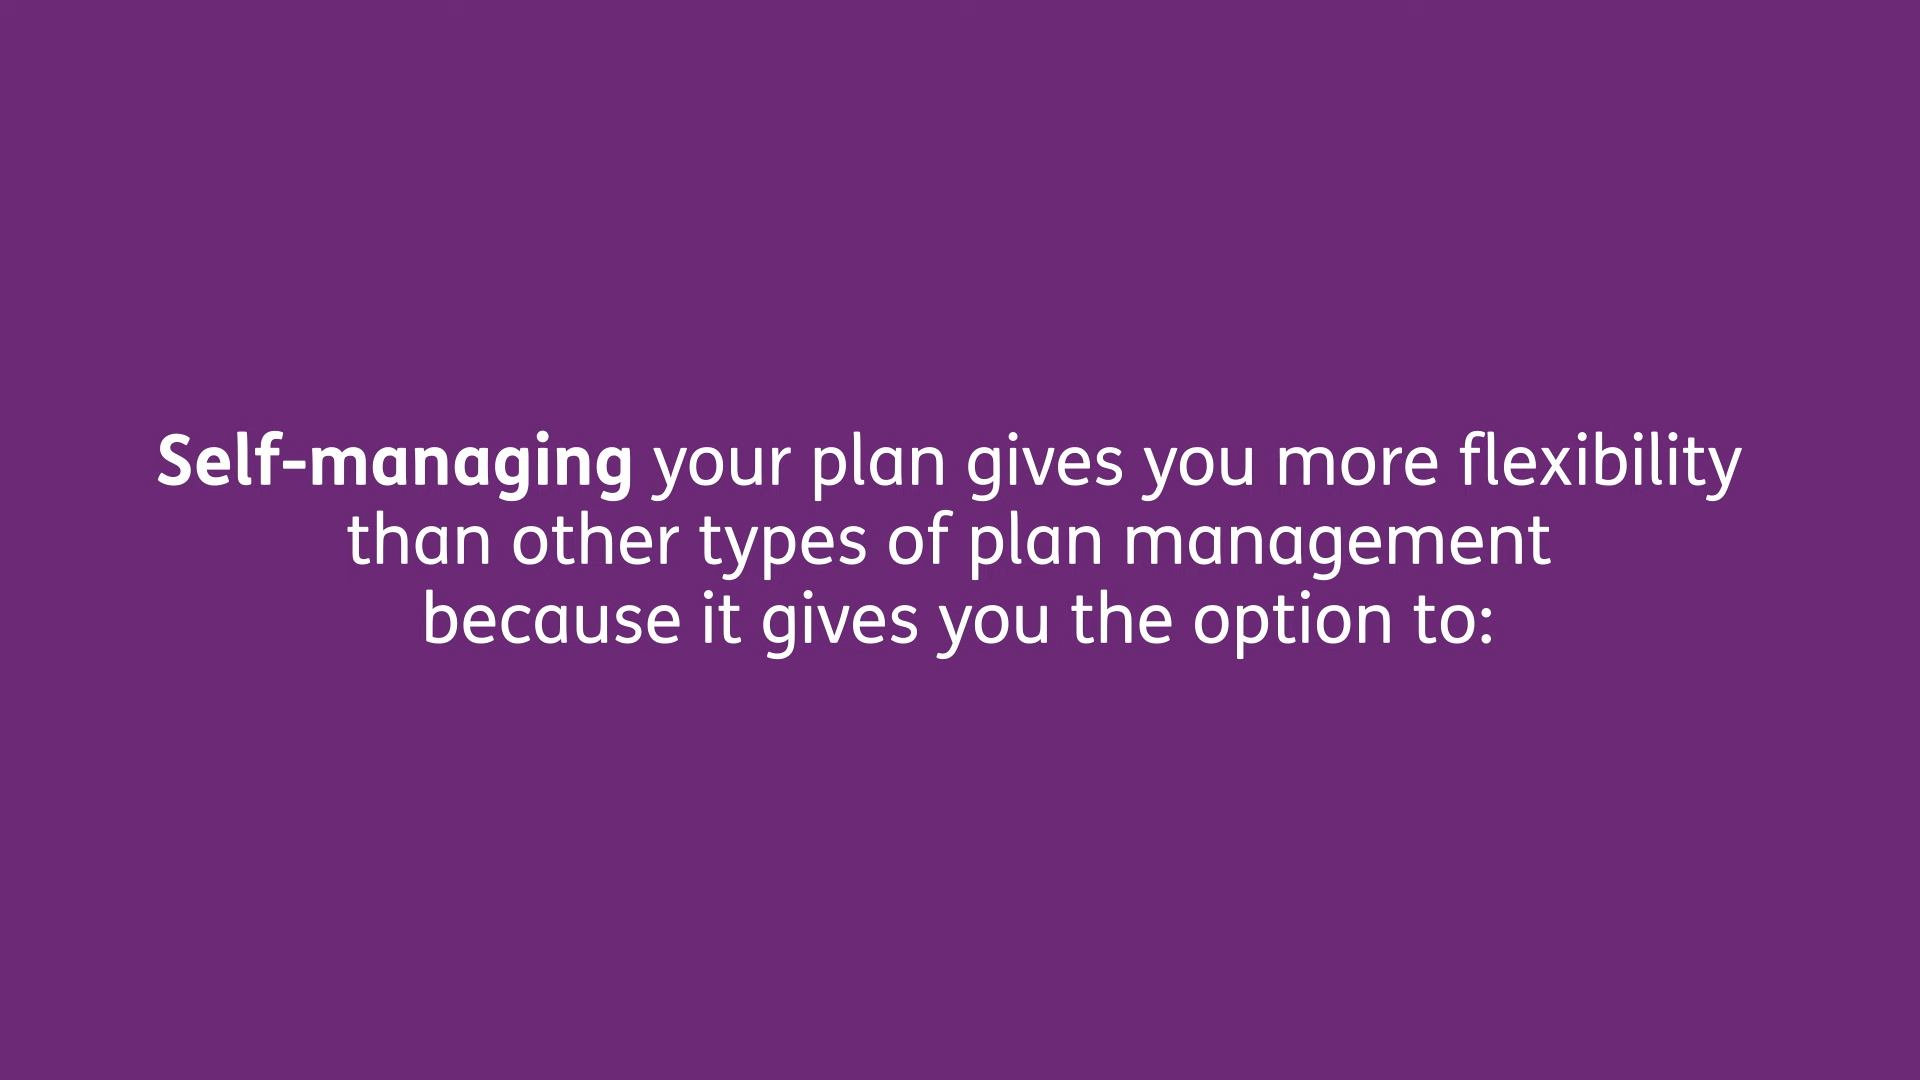 Self-managing your plan gives you more flexibility
than other types of plan management
because it gives you the option to: